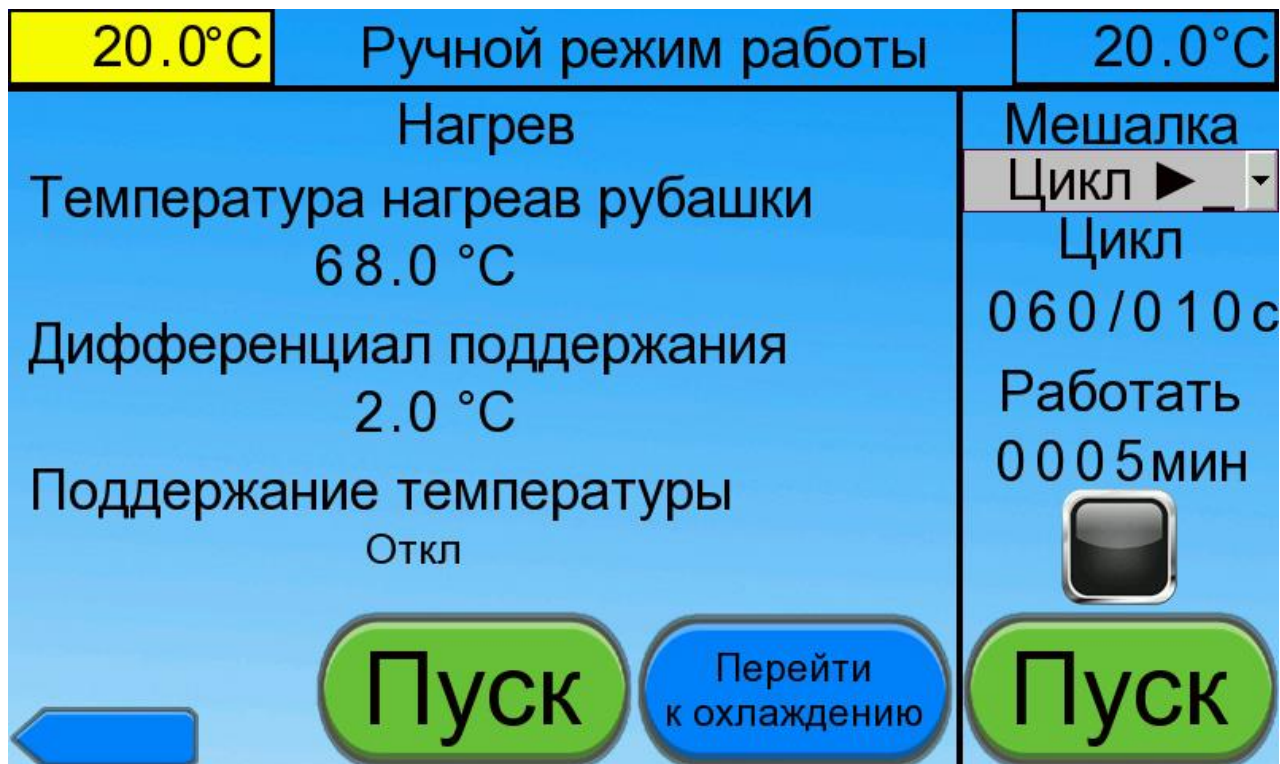 20.0°C Ручной режим работы 20.0°C
Нагрев
Температура нагреав рубашки
68.0 °C
Дифференциал поддержания
2.0 °C
Поддержание температуры
Откл
Пуск
Перейти
к охлаждению
Мешалка
Цикл ►_
Цикл
060/010с
Работать
0005мин
Пуск